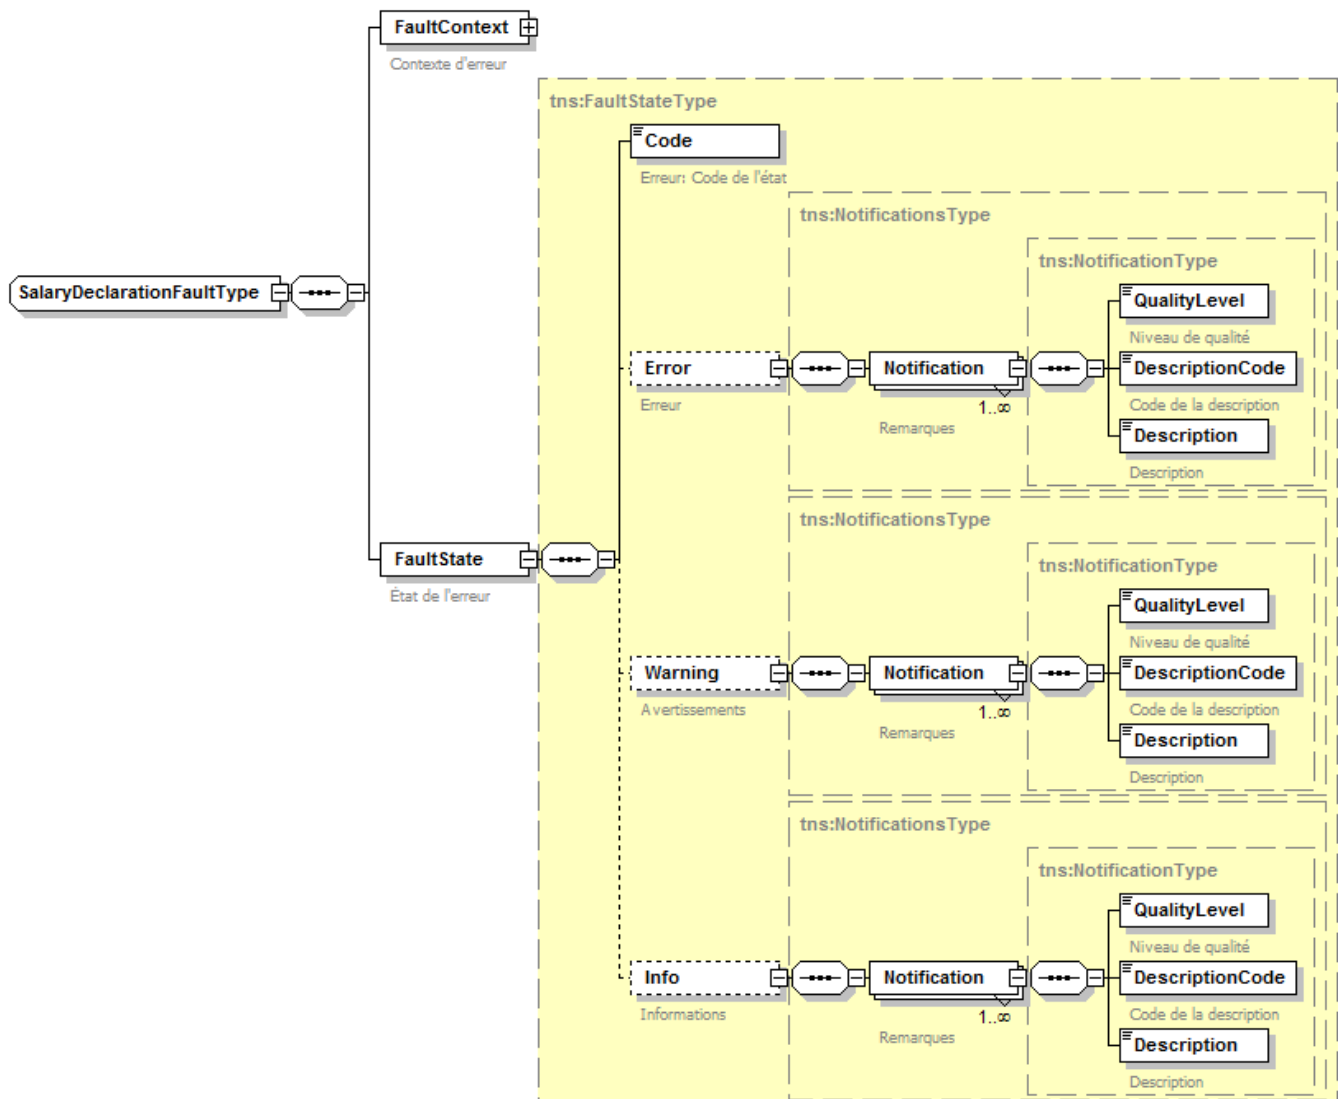 FaultContext
Contexte d'erreur
tns:FaultStateType
Code
Erreur: Code de l'état
tns:NotificationsType
tns:NotificationType
QualityLevel
Niveau de qualité
SalaryDeclarationFaultType
Error
Erreur
Notification
1..∞
Remarques
DescriptionCode
Code de la description
Description
Description
tns:NotificationsType
tns:NotificationType
QualityLevel
Niveau de qualité
FaultState
État de l'erreur
Warning
Avertissements
Notification
1..∞
Remarques
DescriptionCode
Code de la description
Description
Description
tns:NotificationsType
tns:NotificationType
QualityLevel
Niveau de qualité
Info
Informations
Notification
1..∞
Remarques
DescriptionCode
Code de la description
Description
Description